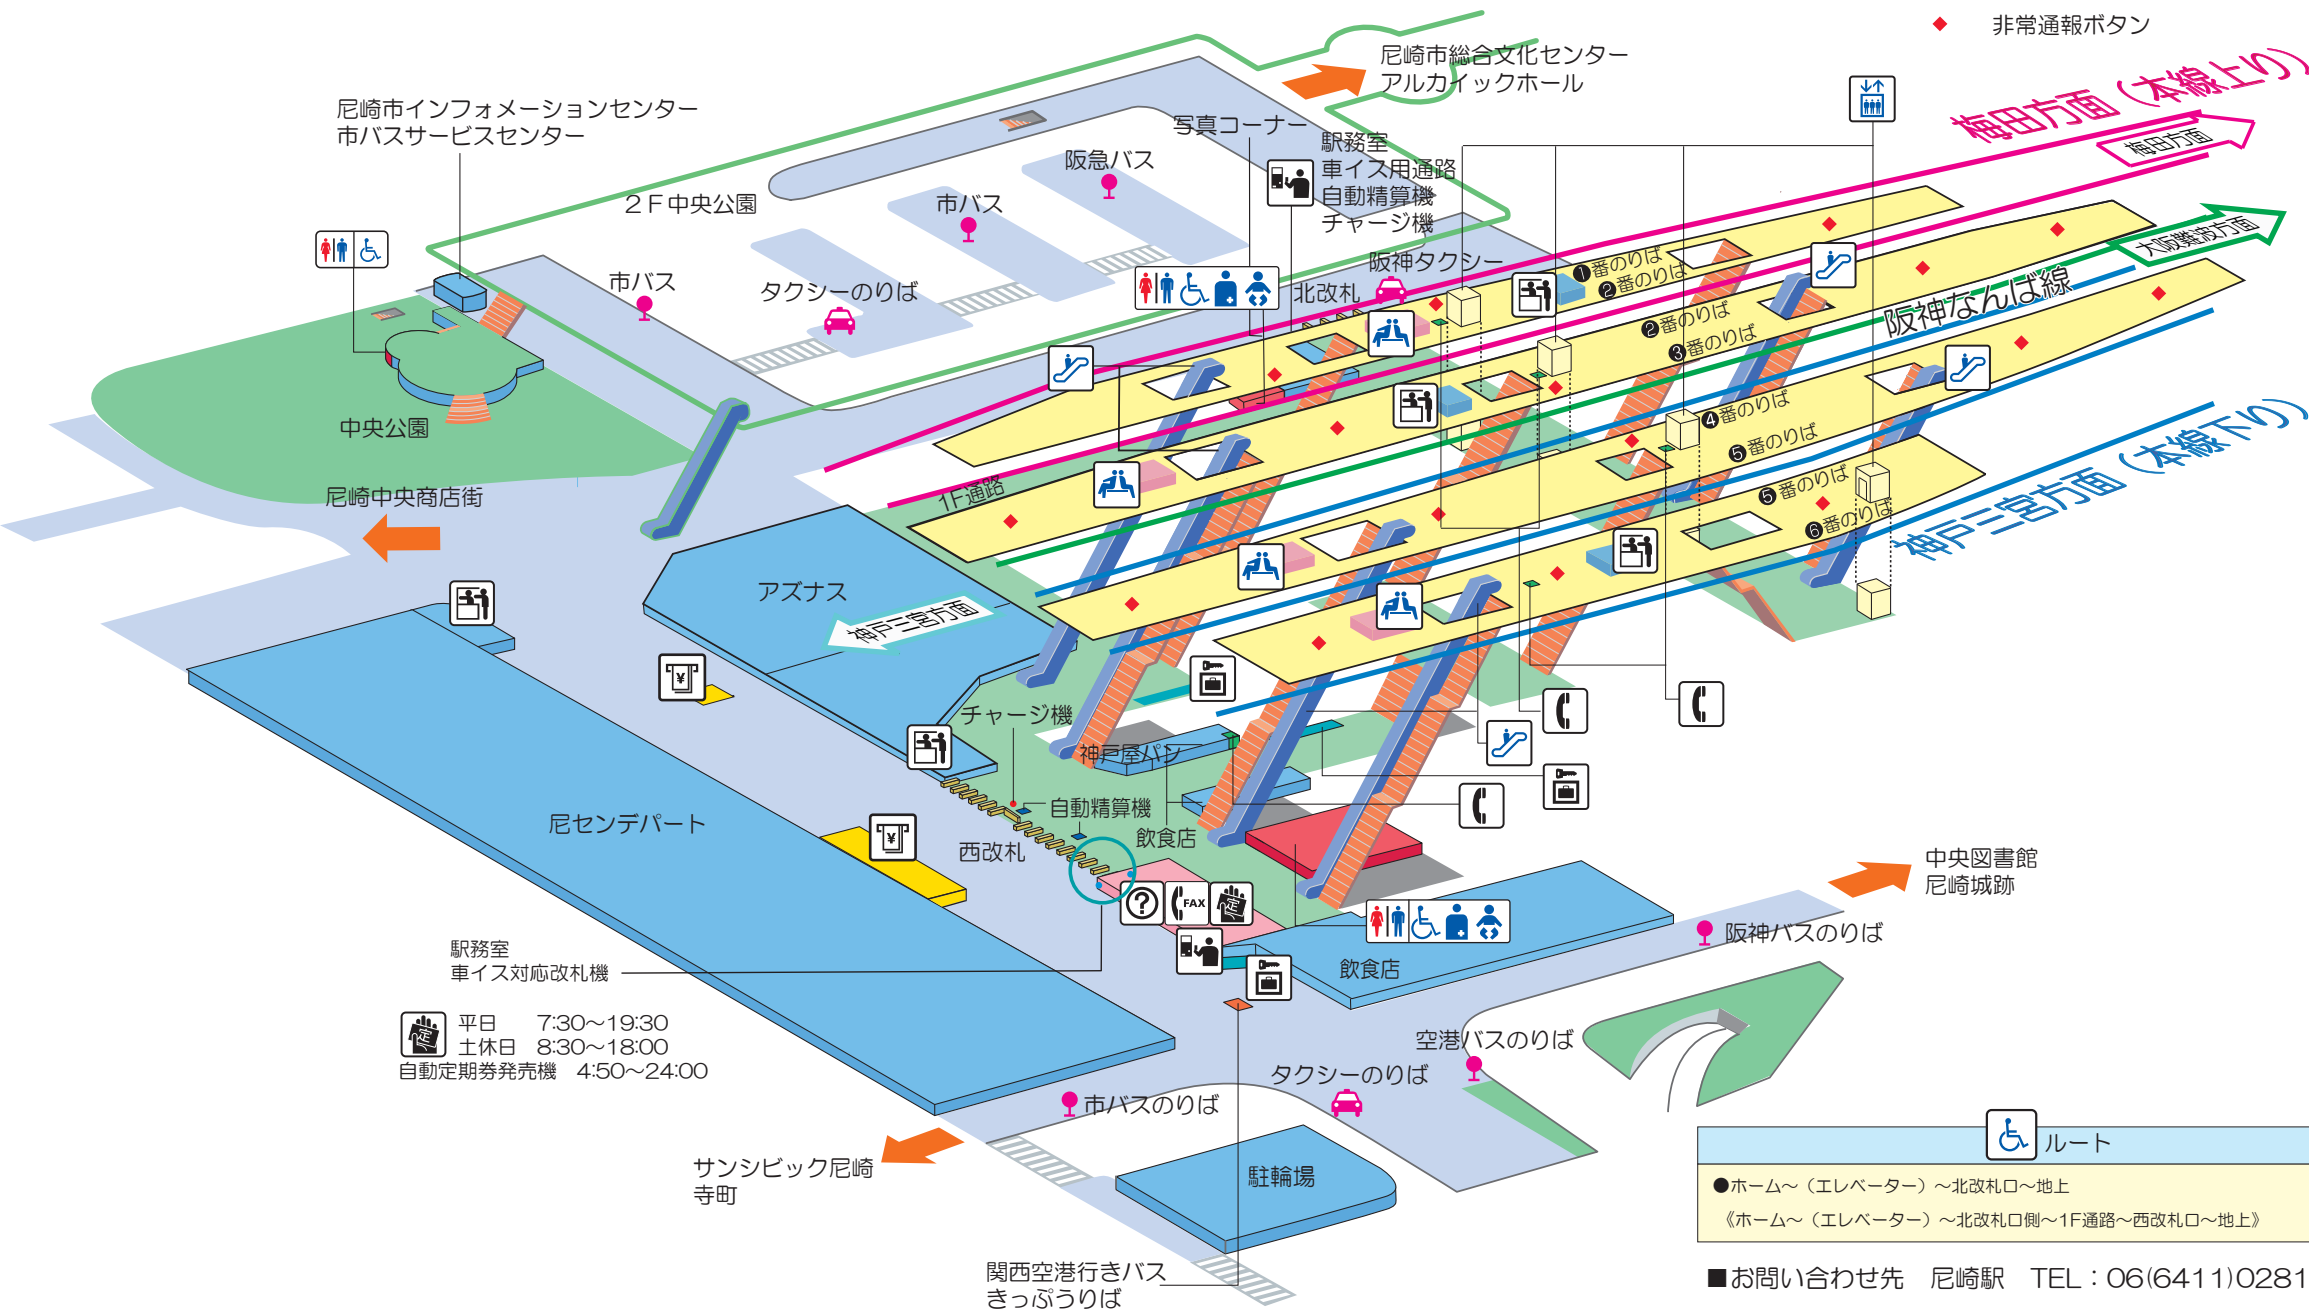 非常通報ボタン
尼崎市総合文化センター
アルカイックホール
梅田方面（本線上り）
梅田方面
尼崎市インフォメーションセンター
市バスサービスセンター
写真コーナー
駅務室
車イス用通路
自動精算機
チャージ機
阪急バス
2F中央公園
市バス
大阪難波方面
阪神タクシー
❶番のりば
❷番のりば
市バス
タクシーのりば
北改札
阪神なんば線
❷番のりば
❸番のりば
中央公園
❹番のりば
❺番のりば
神戸三宮方面（本線下り）
尼崎中央商店街
1F通路
❺番のりば
❻番のりば
アズナス
神戸三宮方面
¥
チャージ機
神戸屋パン
自動精算機
尼センデパート
¥
西改札
飲食店
中央図書館
尼崎城跡
?
FAX
定
駅務室
車イス対応改札機
飲食店
阪神バスのりば
定
平日 7:30〜19:30
土休日 8:30〜18:00
自動定期券発売機 4:50〜24:00
空港バスのりば
タクシーのりば
市バスのりば
サンシビック尼崎
寺町
駐輪場
ルート
●ホーム〜（エレベーター）〜北改札口〜地上
《ホーム〜（エレベーター）〜北改札口側〜1F通路〜西改札口〜地上》
関西空港行きバス
きっぷうりば
■お問い合わせ先 尼崎駅 TEL：06(6411)0281